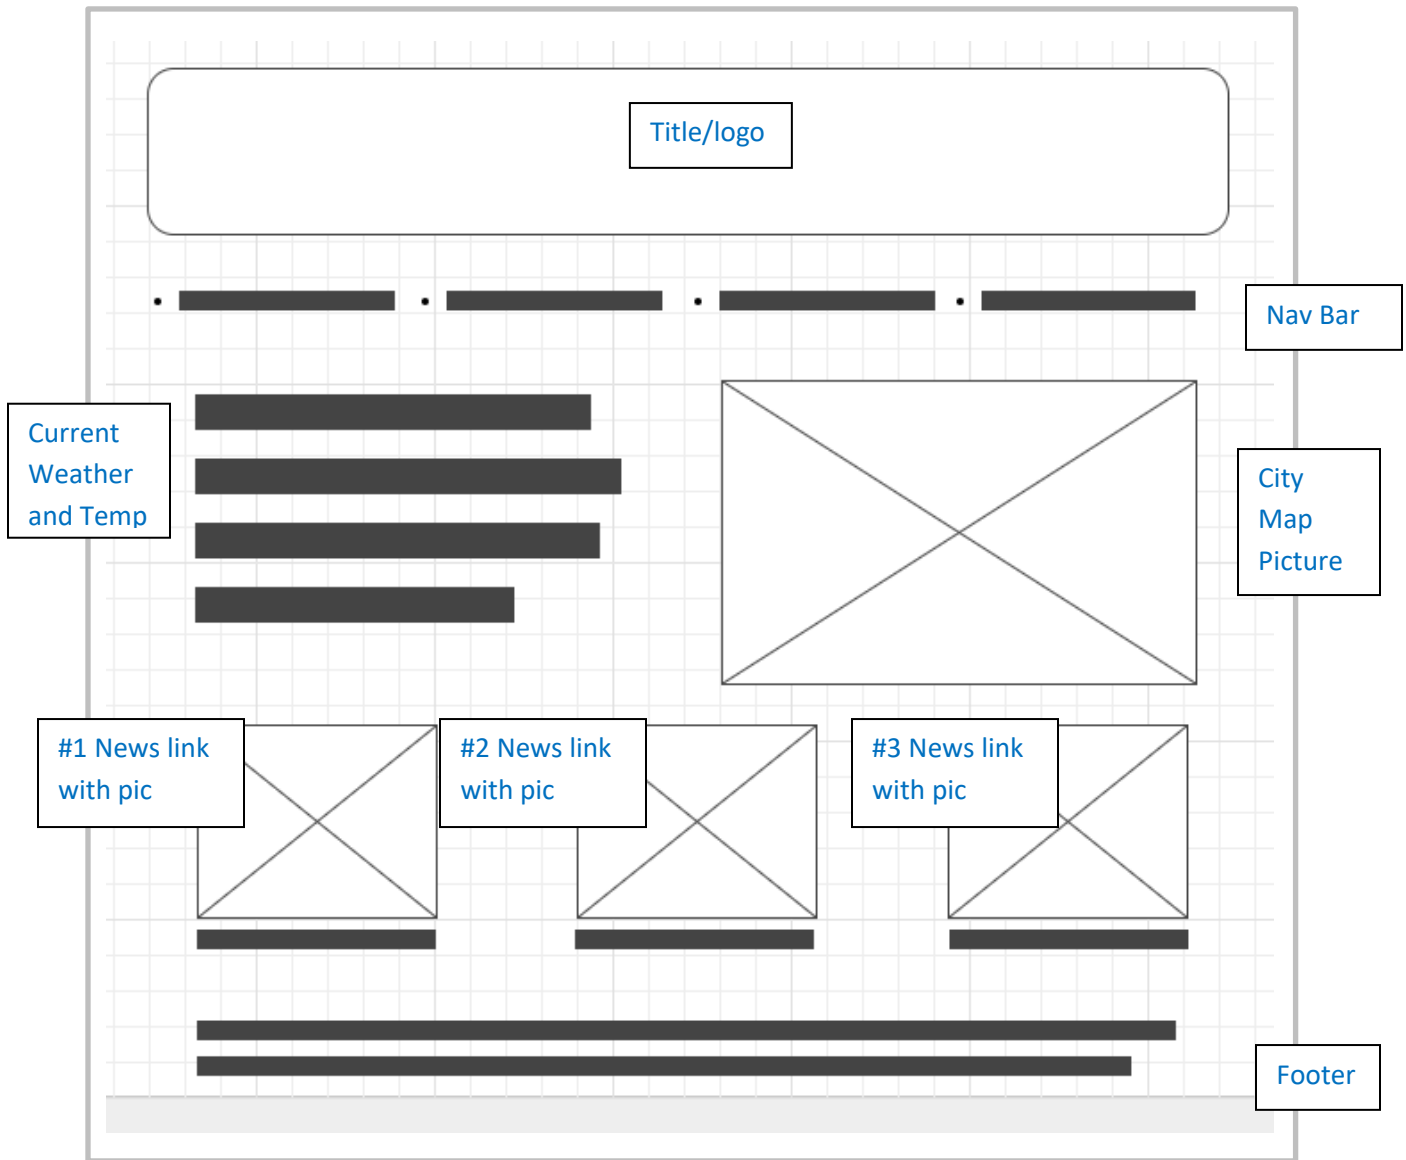 Title/logo
Nav Bar
Current
Weather
and Temp
City
Map
Picture
#1 News link
with pic
#2 News link
with pic
#3 News link
with pic
Footer